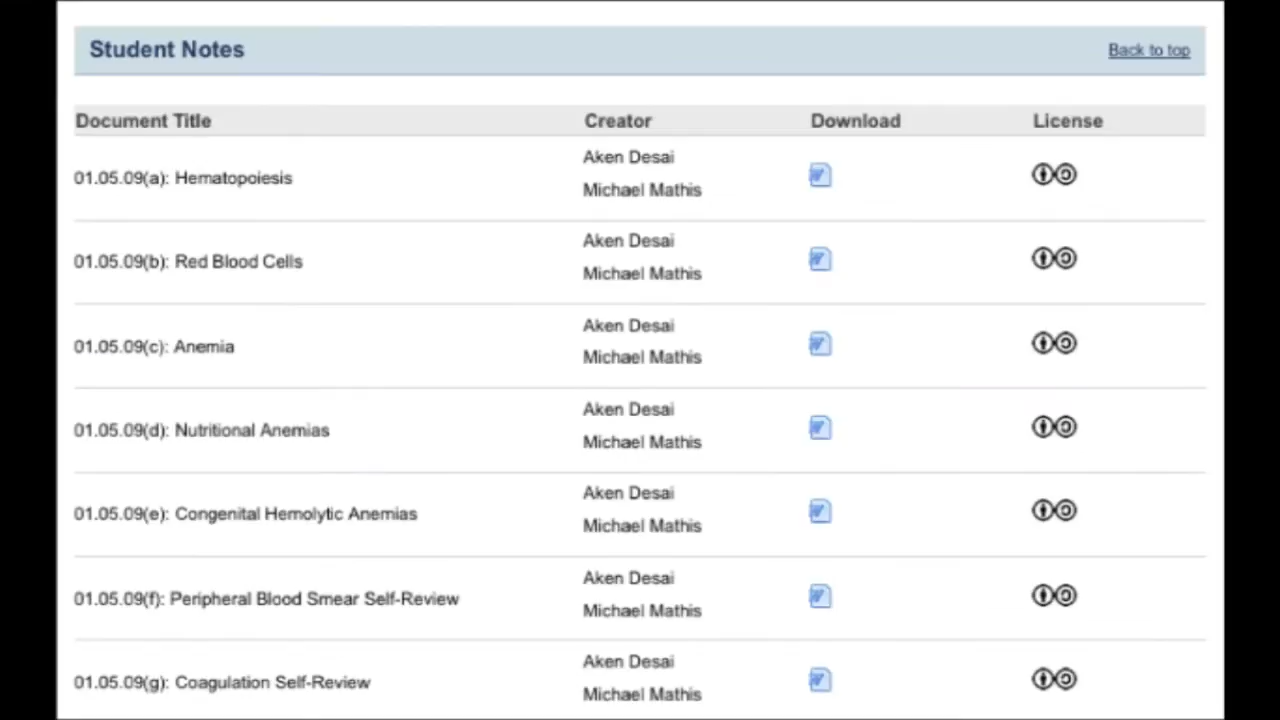 Student Notes
Back to top
Document Title Creator Download License
01.05.09(a): Hematopoiesis
Aken Desai
Michael Mathis
01.05.09(b): Red Blood Cells
Aken Desai
Michael Mathis
01.05.09(c): Anemia
Aken Desai
Michael Mathis
01.05.09(d): Nutritional Anemias
Aken Desai
Michael Mathis
01.05.09(e): Congenital Hemolytic Anemias
Aken Desai
Michael Mathis
01.05.09(f): Peripheral Blood Smear Self-Review
Aken Desai
Michael Mathis
01.05.09(g): Coagulation Self-Review
Aken Desai
Michael Mathis